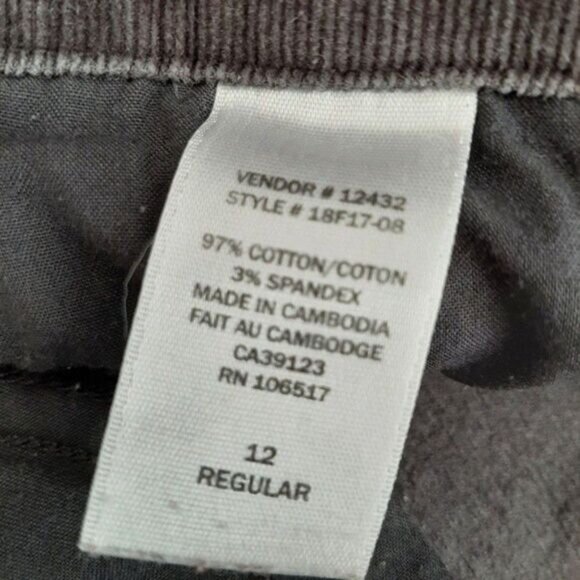 VENDOR # 12432
STYLE # 18F17-08
97% COTTON/COTON
3% SPANDEX
MADE IN CAMBODIA
FAIT AU CAMBODGE
CA39123
RN 106517
12
REGULAR